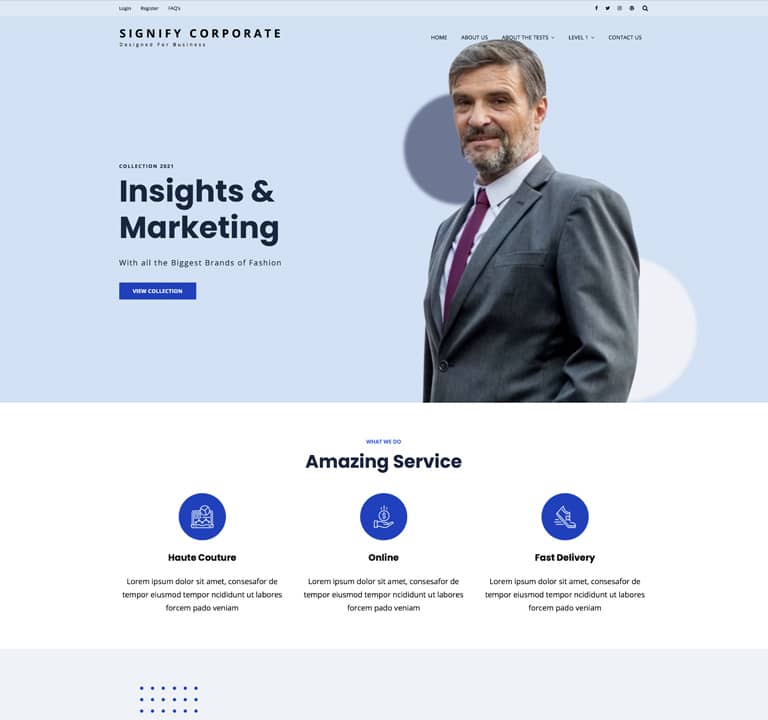 Login Register FAQ's
SIGNIFY CORPORATE
Designed For Business
HOME ABOUT US ABOUT THE TESTS LEVEL 1 CONTACT US
COLLECTION 2021
Insights &
Marketing
With all the Biggest Brands of Fashion
VIEW COLLECTION
WHAT WE DO
Amazing Service
Haute Couture
Lorem ipsum dolor sit amet, consesafor de
tempor eiusmod tempor ncididunt ut labores
forcem pado veniam
Online
Lorem ipsum dolor sit amet, consesafor de
tempor eiusmod tempor ncididunt ut labores
forcem pado veniam
Fast Delivery
Lorem ipsum dolor sit amet, consesafor de
tempor eiusmod tempor ncididunt ut labores
forcem pado veniam